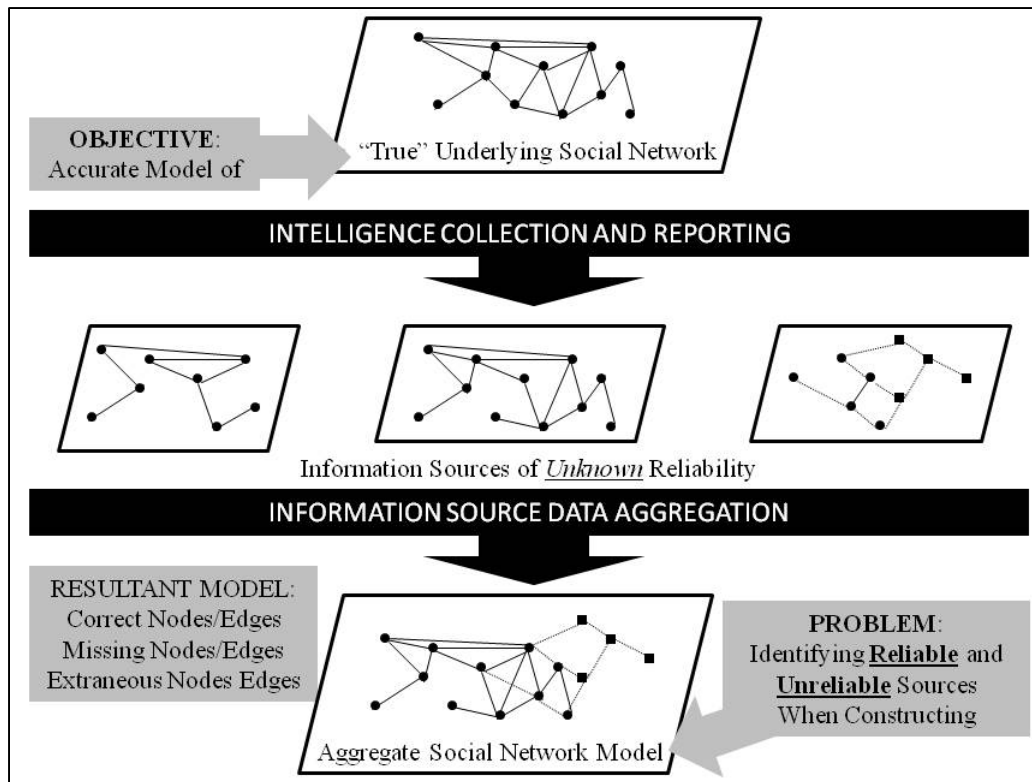 OBJECTIVE:
Accurate Model of
“True” Underlying Social Network
INTELLIGENCE COLLECTION AND REPORTING
Information Sources of Unknown Reliability
INFORMATION SOURCE DATA AGGREGATION
RESULTANT MODEL:
Correct Nodes/Edges
Missing Nodes/Edges
Extraneous Nodes Edges
PROBLEM:
Identifying Reliable and
Unreliable Sources
When Constructing
Aggregate Social Network Model